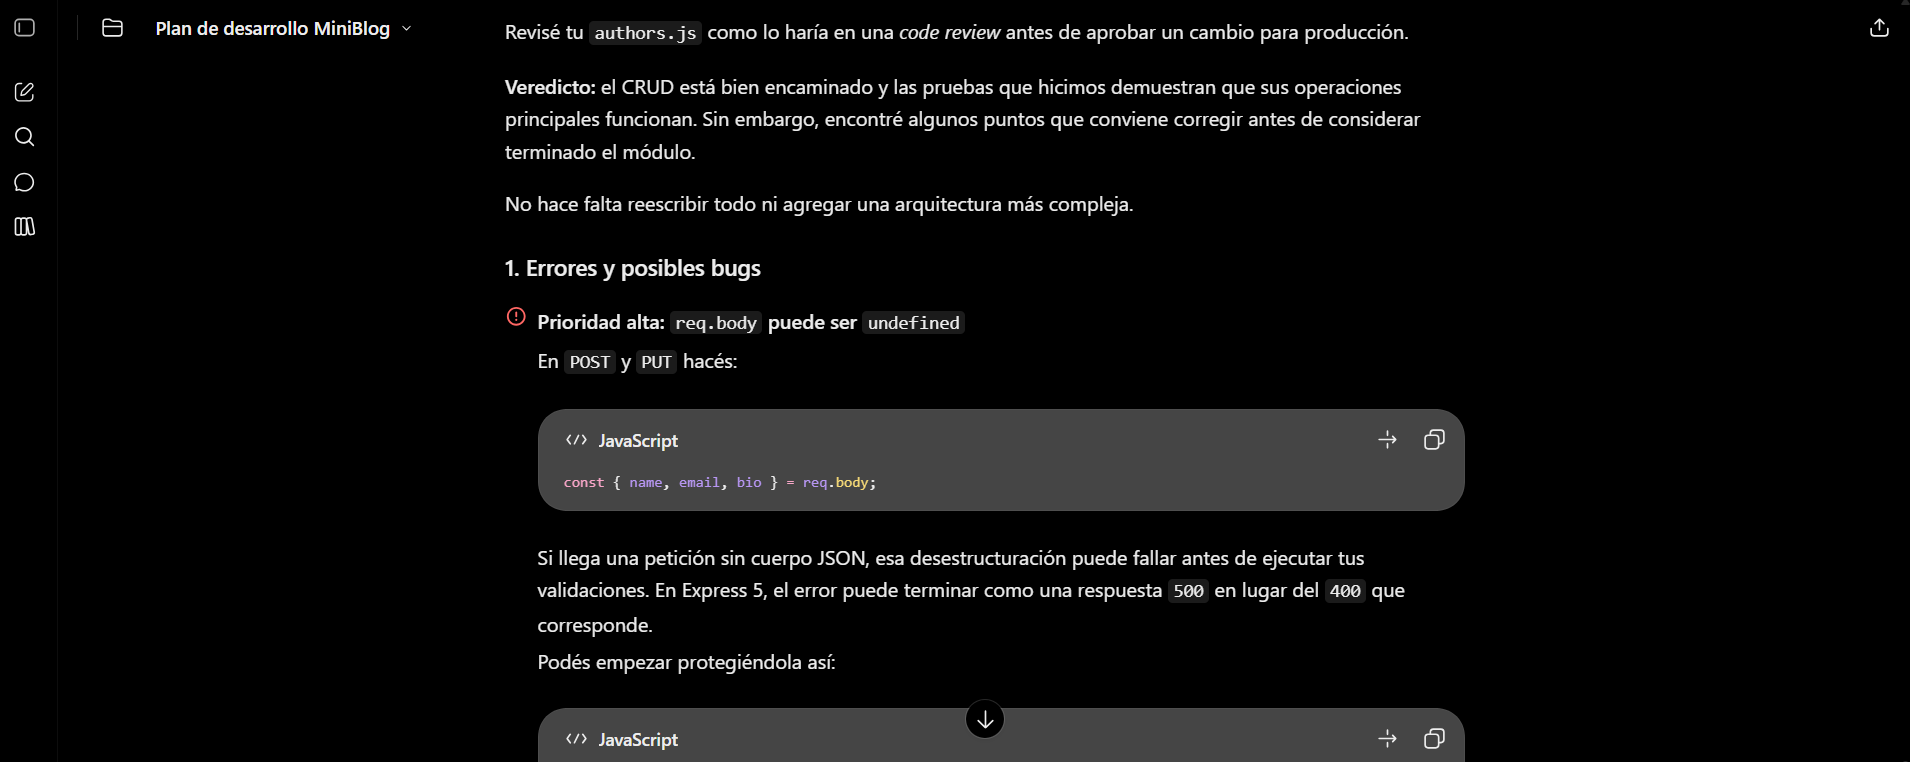 Plan de desarrollo MiniBlog
Revisé tu authors.js como lo haría en una code review antes de aprobar un cambio para producción.
Veredicto: el CRUD está bien encaminado y las pruebas que hicimos demuestran que sus operaciones
principales funcionan. Sin embargo, encontré algunos puntos que conviene corregir antes de considerar
terminado el módulo.
No hace falta reescribir todo ni agregar una arquitectura más compleja.
1. Errores y posibles bugs
Prioridad alta: req.body puede ser undefined
En POST y PUT hacés:
JavaScript
const { name, email, bio } = req.body;
Si llega una petición sin cuerpo JSON, esa desestructuración puede fallar antes de ejecutar tus
validaciones. En Express 5, el error puede terminar como una respuesta 500 en lugar del 400 que
corresponde.
Podés empezar protegiéndola así:
JavaScript